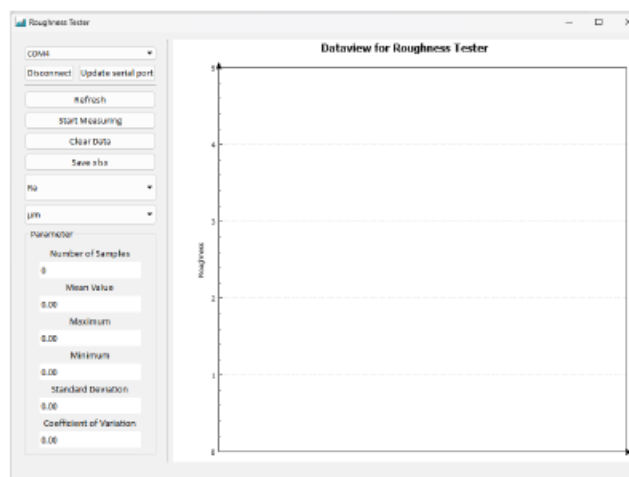 Roughness Tester
COM4
Disconnect Update serial port
Refresh
Start Measuring
Clear Data
Save xlsx
Ra
μm
Parameter
Number of Samples
0
Mean Value
0.00
Maximum
0.00
Minimum
0.00
Standard Deviation
0.00
Coefficient of Variation
0.00
Dataview for Roughness Tester
5
4
3
2
1
Roughness